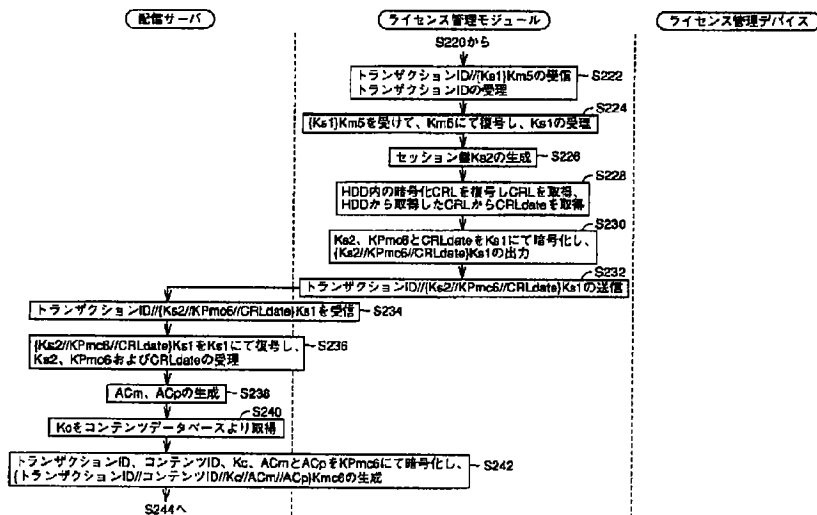 配信サーバ
ライセンス管理モジュール
ライセンス管理デバイス
S220から
トランザクションID//{Ks1}Km5の受信
トランザクションIDの受理
S222
{Ks1}Km5を受けて、Km5にて復号し、Ks1の受理
S224
セッション鍵Ks2の生成
S226
HDD内の暗号化CRLを復号しCRLを取得、
HDDから取得したCRLからCRLdateを取得
S228
Ks2、KPmc6とCRLdateをKs1にて暗号化し、
{Ks2//KPmc6//CRLdate}Ks1の出力
S230
トランザクションID//{Ks2//KPmc6//CRLdate}Ks1の送信
S232
トランザクションID//{Ks2//KPmc6//CRLdate}Ks1を受信
S234
{Ks2//KPmc6//CRLdate}Ks1をKs1にて復号し、
Ks2、KPmc6およびCRLdateの受理
S236
ACm、ACpの生成
S238
Kcをコンテンツデータベースより取得
S240
トランザクションID、コンテンツID、Kc、ACmとACpをKPmc6にて暗号化し、
{トランザクションID//コンテンツID//Kc//ACm//ACp}Kmc6の生成
S242
S244へ